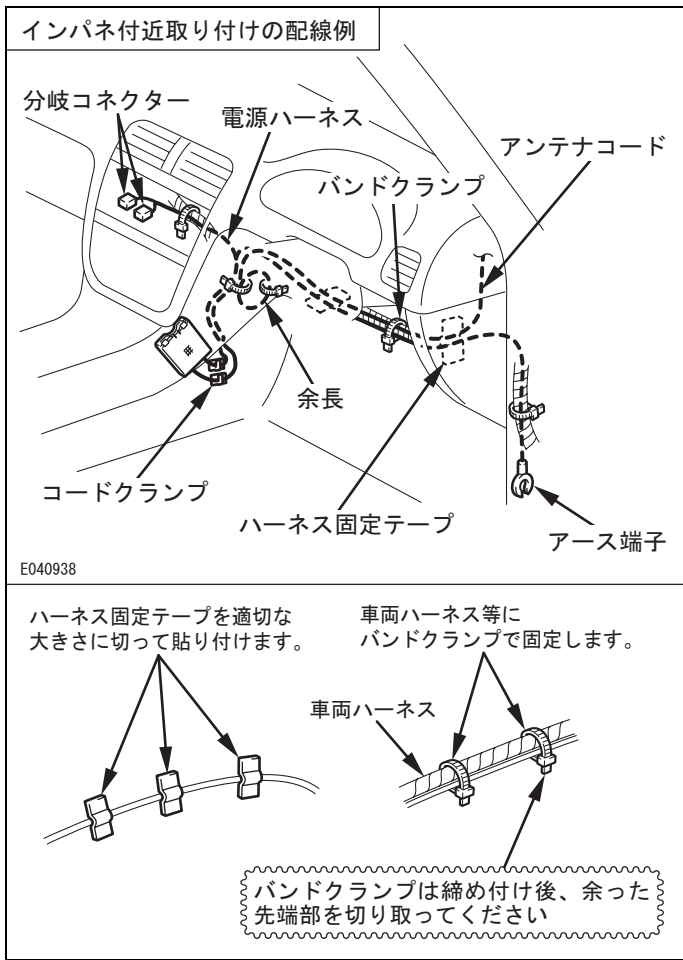 インパネ付近取り付けの配線例
分岐コネクター
電源ハーネス
アンテナコード
バンドクランプ
余長
コードクランプ
ハーネス固定テープ
アース端子
E040938
ハーネス固定テープを適切な
大きさに切って貼り付けます。
車両ハーネス等に
バンドクランプで固定します。
車両ハーネス
バンドクランプは締め付け後、余った
先端部を切り取ってください